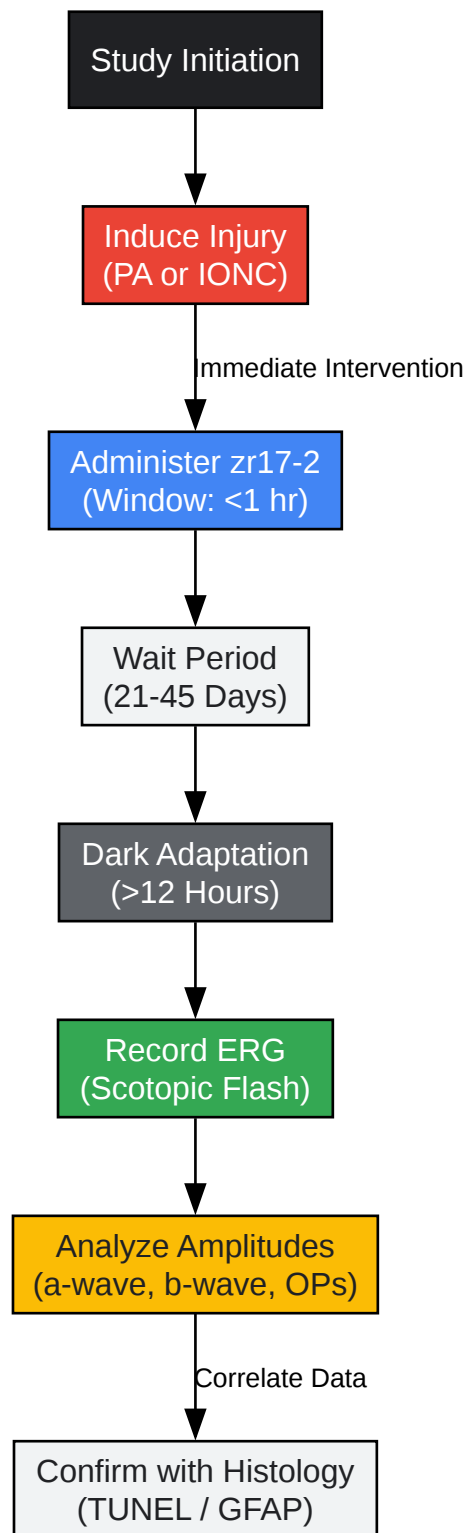 Study Initiation
Induce Injury
(PA or IONC)
Immediate Intervention
Administer zr17-2
(Window: <1 hr)
Wait Period
(21-45 Days)
Dark Adaptation
(>12 Hours)
Record ERG
(Scotopic Flash)
Analyze Amplitudes
(a-wave, b-wave, OPs)
Correlate Data
Confirm with Histology
(TUNEL / GFAP)